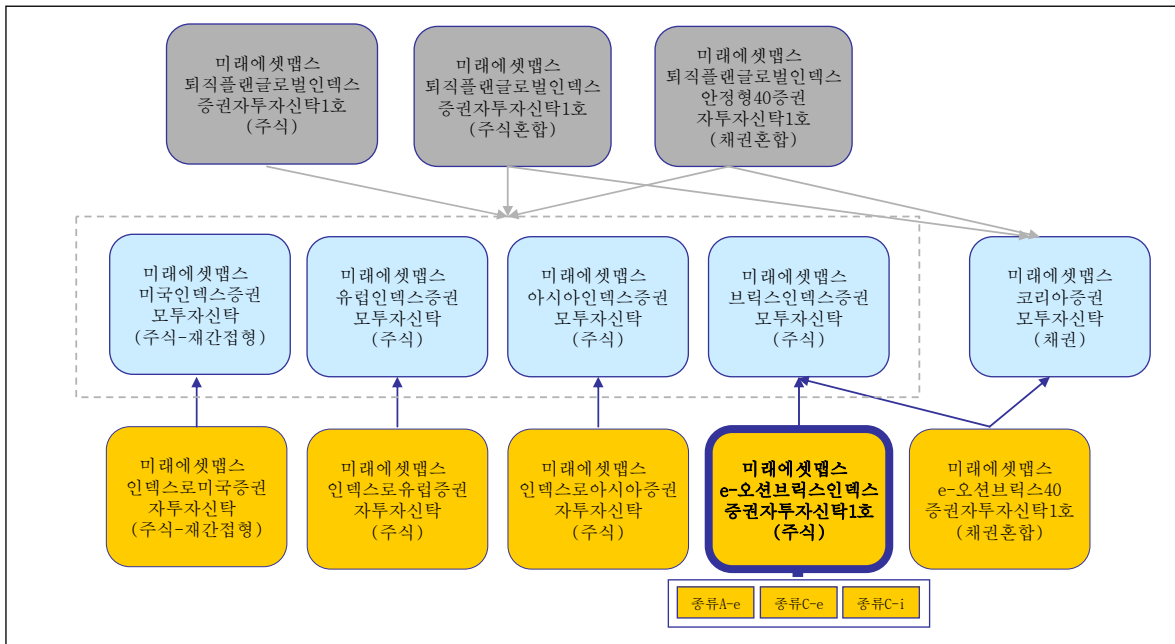 미래에셋맵스
퇴직플랜글로벌인덱스
증권자투자신탁1호
(주식)
미래에셋맵스
퇴직플랜글로벌인덱스
증권자투자신탁1호
(주식혼합)
미래에셋맵스
퇴직플랜글로벌인덱스
안정형40증권
자투자신탁1호
(채권혼합)
미래에셋맵스
미국인덱스증권
모투자신탁
(주식-재간접형)
미래에셋맵스
유럽인덱스증권
모투자신탁
(주식)
미래에셋맵스
아시아인덱스증권
모투자신탁
(주식)
미래에셋맵스
브릭스인덱스증권
모투자신탁
(주식)
미래에셋맵스
코리아증권
모투자신탁
(채권)
미래에셋맵스
인덱스로미국증권
자투자신탁
(주식-재간접형)
미래에셋맵스
인덱스로유럽증권
자투자신탁
(주식)
미래에셋맵스
인덱스로아시아증권
자투자신탁
(주식)
미래에셋맵스
e-오션브릭스인덱스
증권자투자신탁1호
(주식)
미래에셋맵스
e-오션브릭스40
증권자투자신탁1호
(채권혼합)
종류A-e
종류C-e
종류C-i